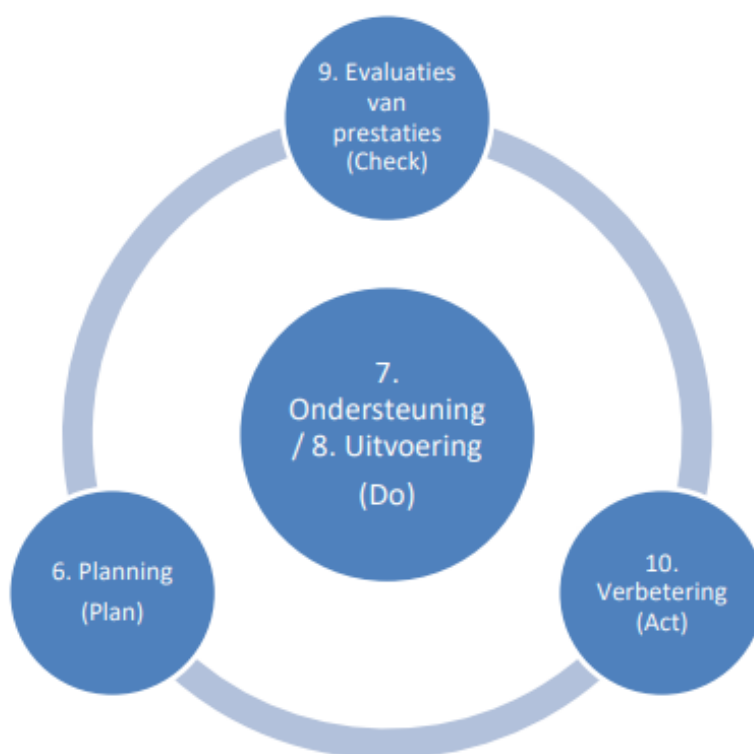 9. Evaluaties
van
prestaties
(Check)
7.
Ondersteuning
/ 8. Uitvoering
(Do)
6. Planning
(Plan)
10.
Verbetering
(Act)